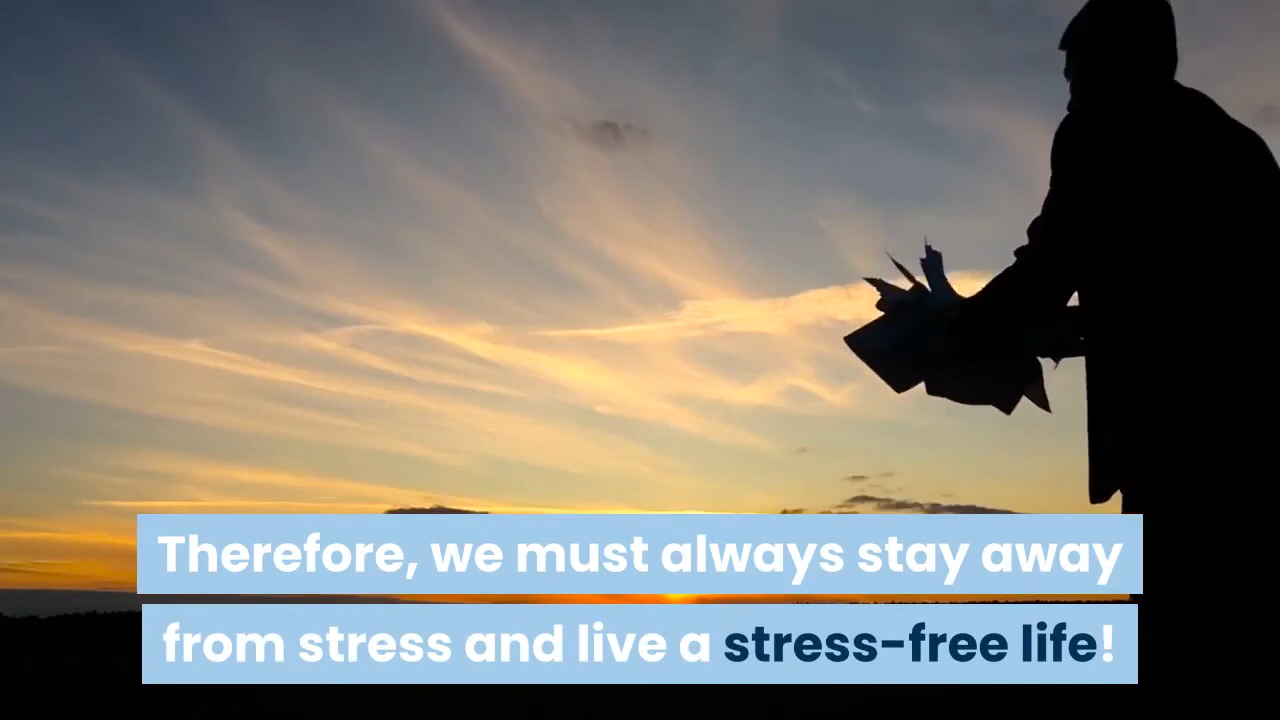 Therefore, we must always stay away
from stress and live a stress-free life!